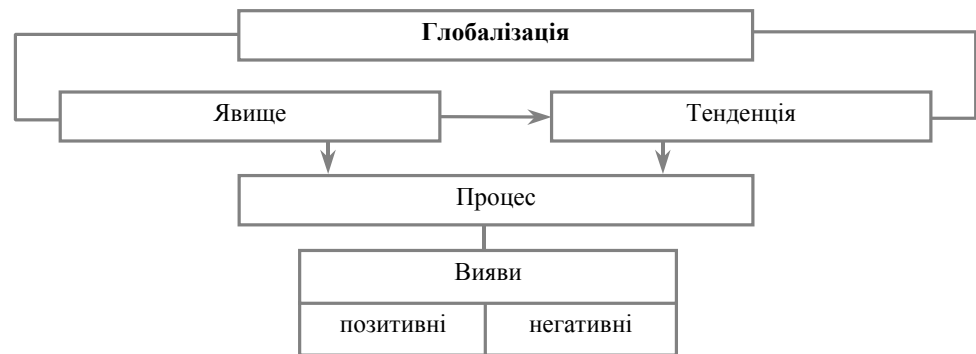 Глобалізація
Явище
Тенденція
Процес
Вияви
позитивні
негативні